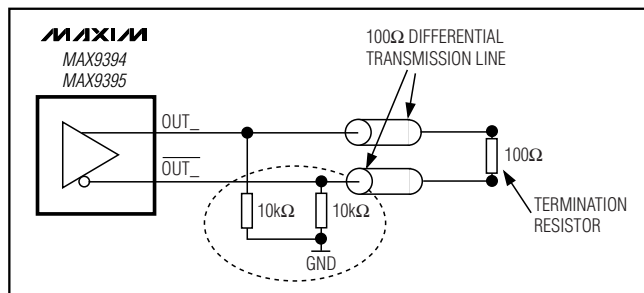 MAXIM
MAX9394
MAX9395
100Ω DIFFERENTIAL
TRANSMISSION LINE
OUT_
OUT_
10kΩ
10kΩ
GND
100Ω
TERMINATION
RESISTOR